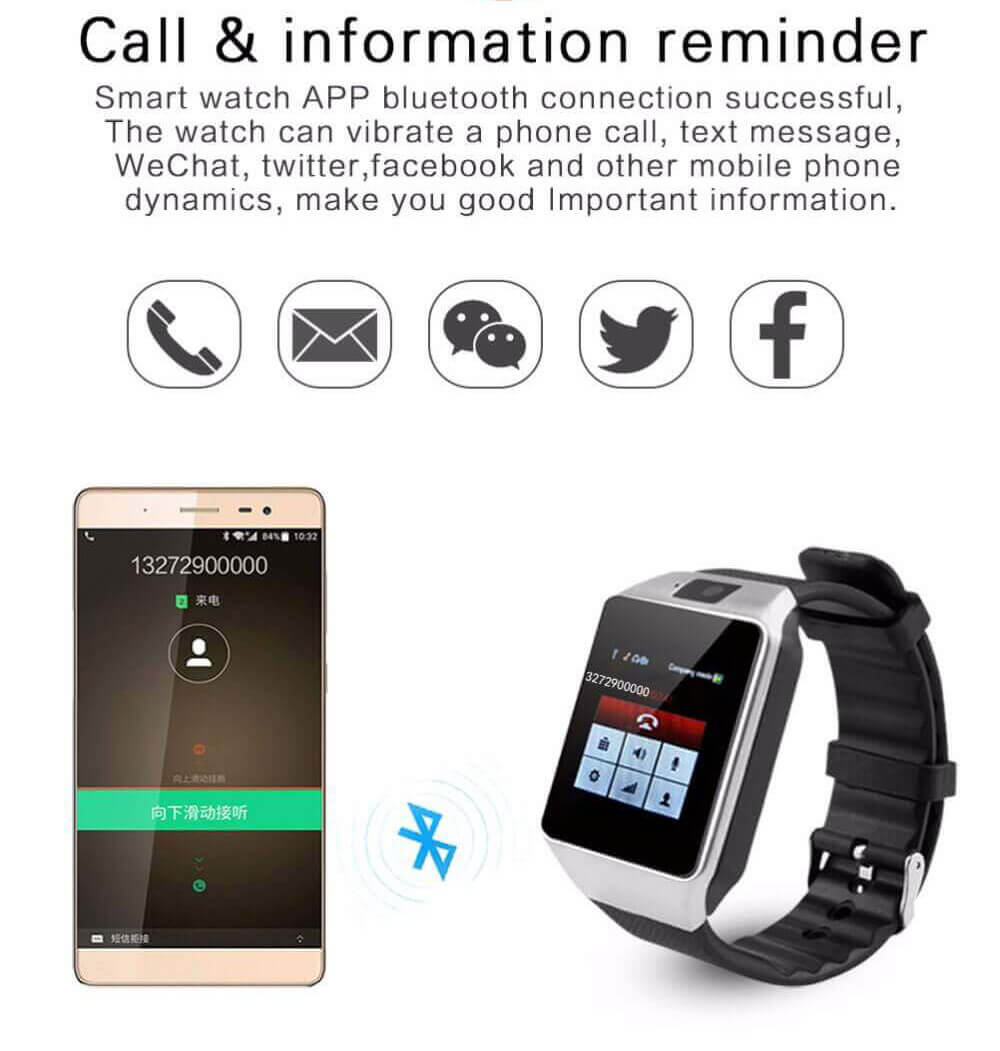 Call & information reminder
Smart watch APP bluetooth connection successful,
The watch can vibrate a phone call, text message,
WeChat, twitter,facebook and other mobile phone
dynamics, make you good Important information.
84% 10:32
13272900000
2 来电
向上滑动挂断
向下滑动接听
短信拒接
3272900000